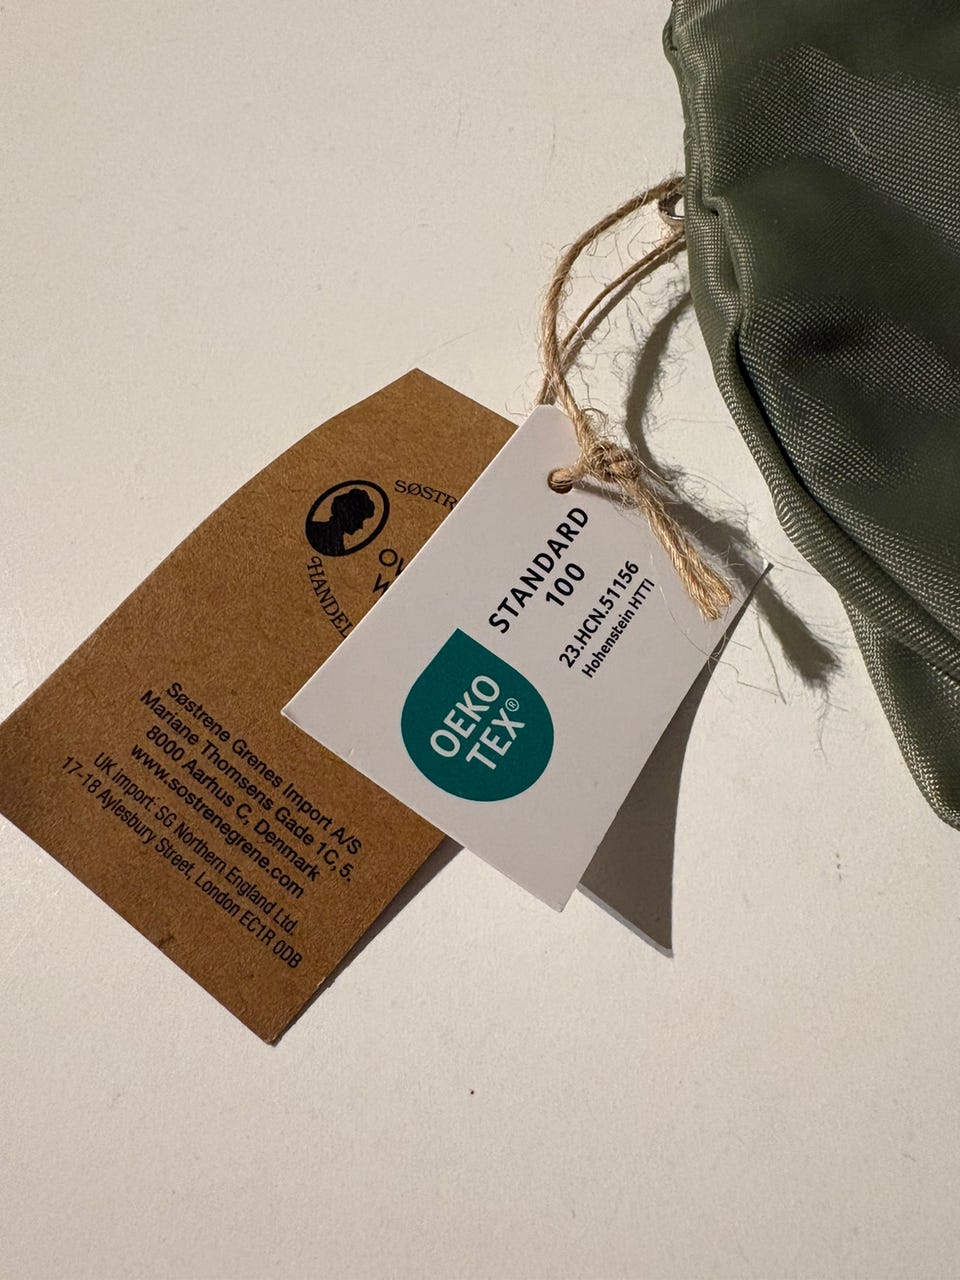 SØSTR
HANDEL
Søstrene Grenes Import A/S
Mariane Thomsens Gade 1C, 5.
8000 Aarhus C, Denmark
www.sostrenegrene.com
UK import: SG Northern England Ltd.
17-18 Aylesbury Street, London EC1R 0DB
STANDARD
100
23.HCN.51156
Hohenstein HTTI
OEKO
TEX®